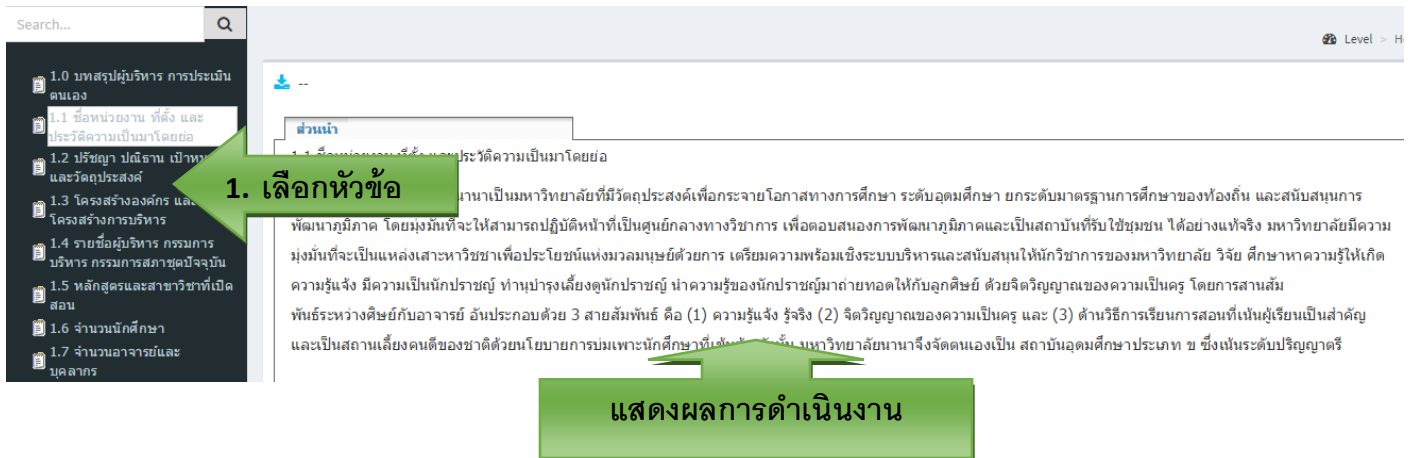 Search...
Level > H
1.0 บทสรุปผู้บริหาร การประเมิน
ตนเอง
1.1 ชื่อหน่วยงาน ที่ตั้ง และ
ประวัติความเป็นมาโดยย่อ
1.2 ปรัชญา ปณิธาน
และวัตถุประสงค์
1.3 โครงสร้างองค์กร และ
โครงสร้างการบริหาร
1.4 รายชื่อผู้บริหาร กรรมการ
บริหาร กรรมการสภาชุดปัจจุบัน
1.5 หลักสูตรและสาขาวิชาที่เปิด
สอน
1.6 จำนวนนักศึกษา
1.7 จำนวนอาจารย์และ
บุคลากร
1. เลือกหัวข้อ
--
ส่วนนำ
1.1 ชื่อหน่วยงาน ที่ตั้ง และประวัติความเป็นมาโดยย่อ
เป็นมหาวิทยาลัยที่มีวัตถุประสงค์เพื่อกระจายโอกาสทางการศึกษา ระดับอุดมศึกษา ยกระดับมาตรฐานการศึกษาของท้องถิ่น และสนับสนุนการ
พัฒนาภูมิภาค โดยมุ่งมั่นที่จะให้สามารถปฏิบัติหน้าที่เป็นศูนย์กลางทางวิชาการ เพื่อตอบสนองการพัฒนาภูมิภาคและเป็นสถาบันที่รับใช้ชุมชน ได้อย่างแท้จริง มหาวิทยาลัยมีความ
มุ่งมั่นที่จะเป็นแหล่งเสาะหาวิชชาเพื่อประโยชน์แห่งมวลมนุษย์ด้วยการ เตรียมความพร้อมเชิงระบบบริหารและสนับสนุนให้นักวิชาการของมหาวิทยาลัย วิจัย ศึกษาหาความรู้ให้เกิด
ความรู้แจ้ง มีความเป็นนักปราชญ์ ทำนุบำรุงเลี้ยงดูนักปราชญ์ นำความรู้ของนักปราชญ์มาถ่ายทอดให้กับลูกศิษย์ ด้วยจิตวิญญาณของความเป็นครู โดยการสานสัม
พันธ์ระหว่างศิษย์กับอาจารย์ อันประกอบด้วย 3 สายสัมพันธ์ คือ (1) ความรู้แจ้ง รู้จริง (2) จิตวิญญาณของความเป็นครู และ (3) ด้านวิธีการเรียนการสอนที่เน้นผู้เรียนเป็นสำคัญ
และเป็นสถานเลี้ยงคนดีของชาติด้วยนโยบายการบ่มเพาะนักศึกษา มหาวิทยาลัยนานาจึงจัดตนเองเป็น สถาบันอุดมศึกษาประเภท ข ซึ่งเน้นระดับปริญญาตรี
แสดงผลการดำเนินงาน